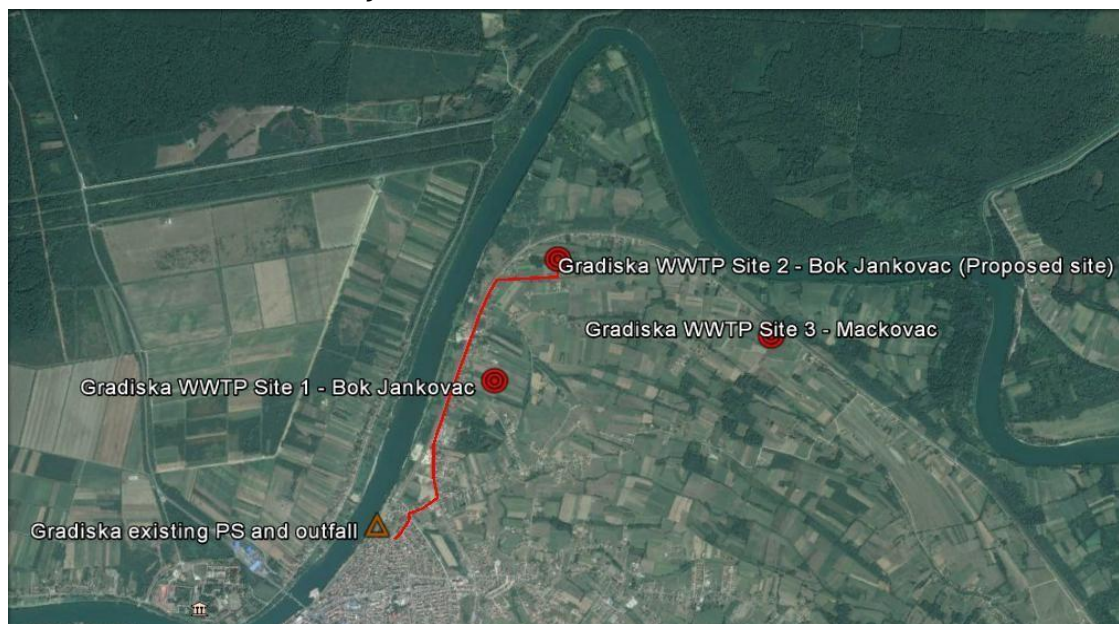 Gradiska WWTP Site 2 - Bok Jankovac (Proposed site)
Gradiska WWTP Site 3 - Mackovac
Gradiska WWTP Site 1 - Bok Jankovac
Gradiska existing PS and outfall